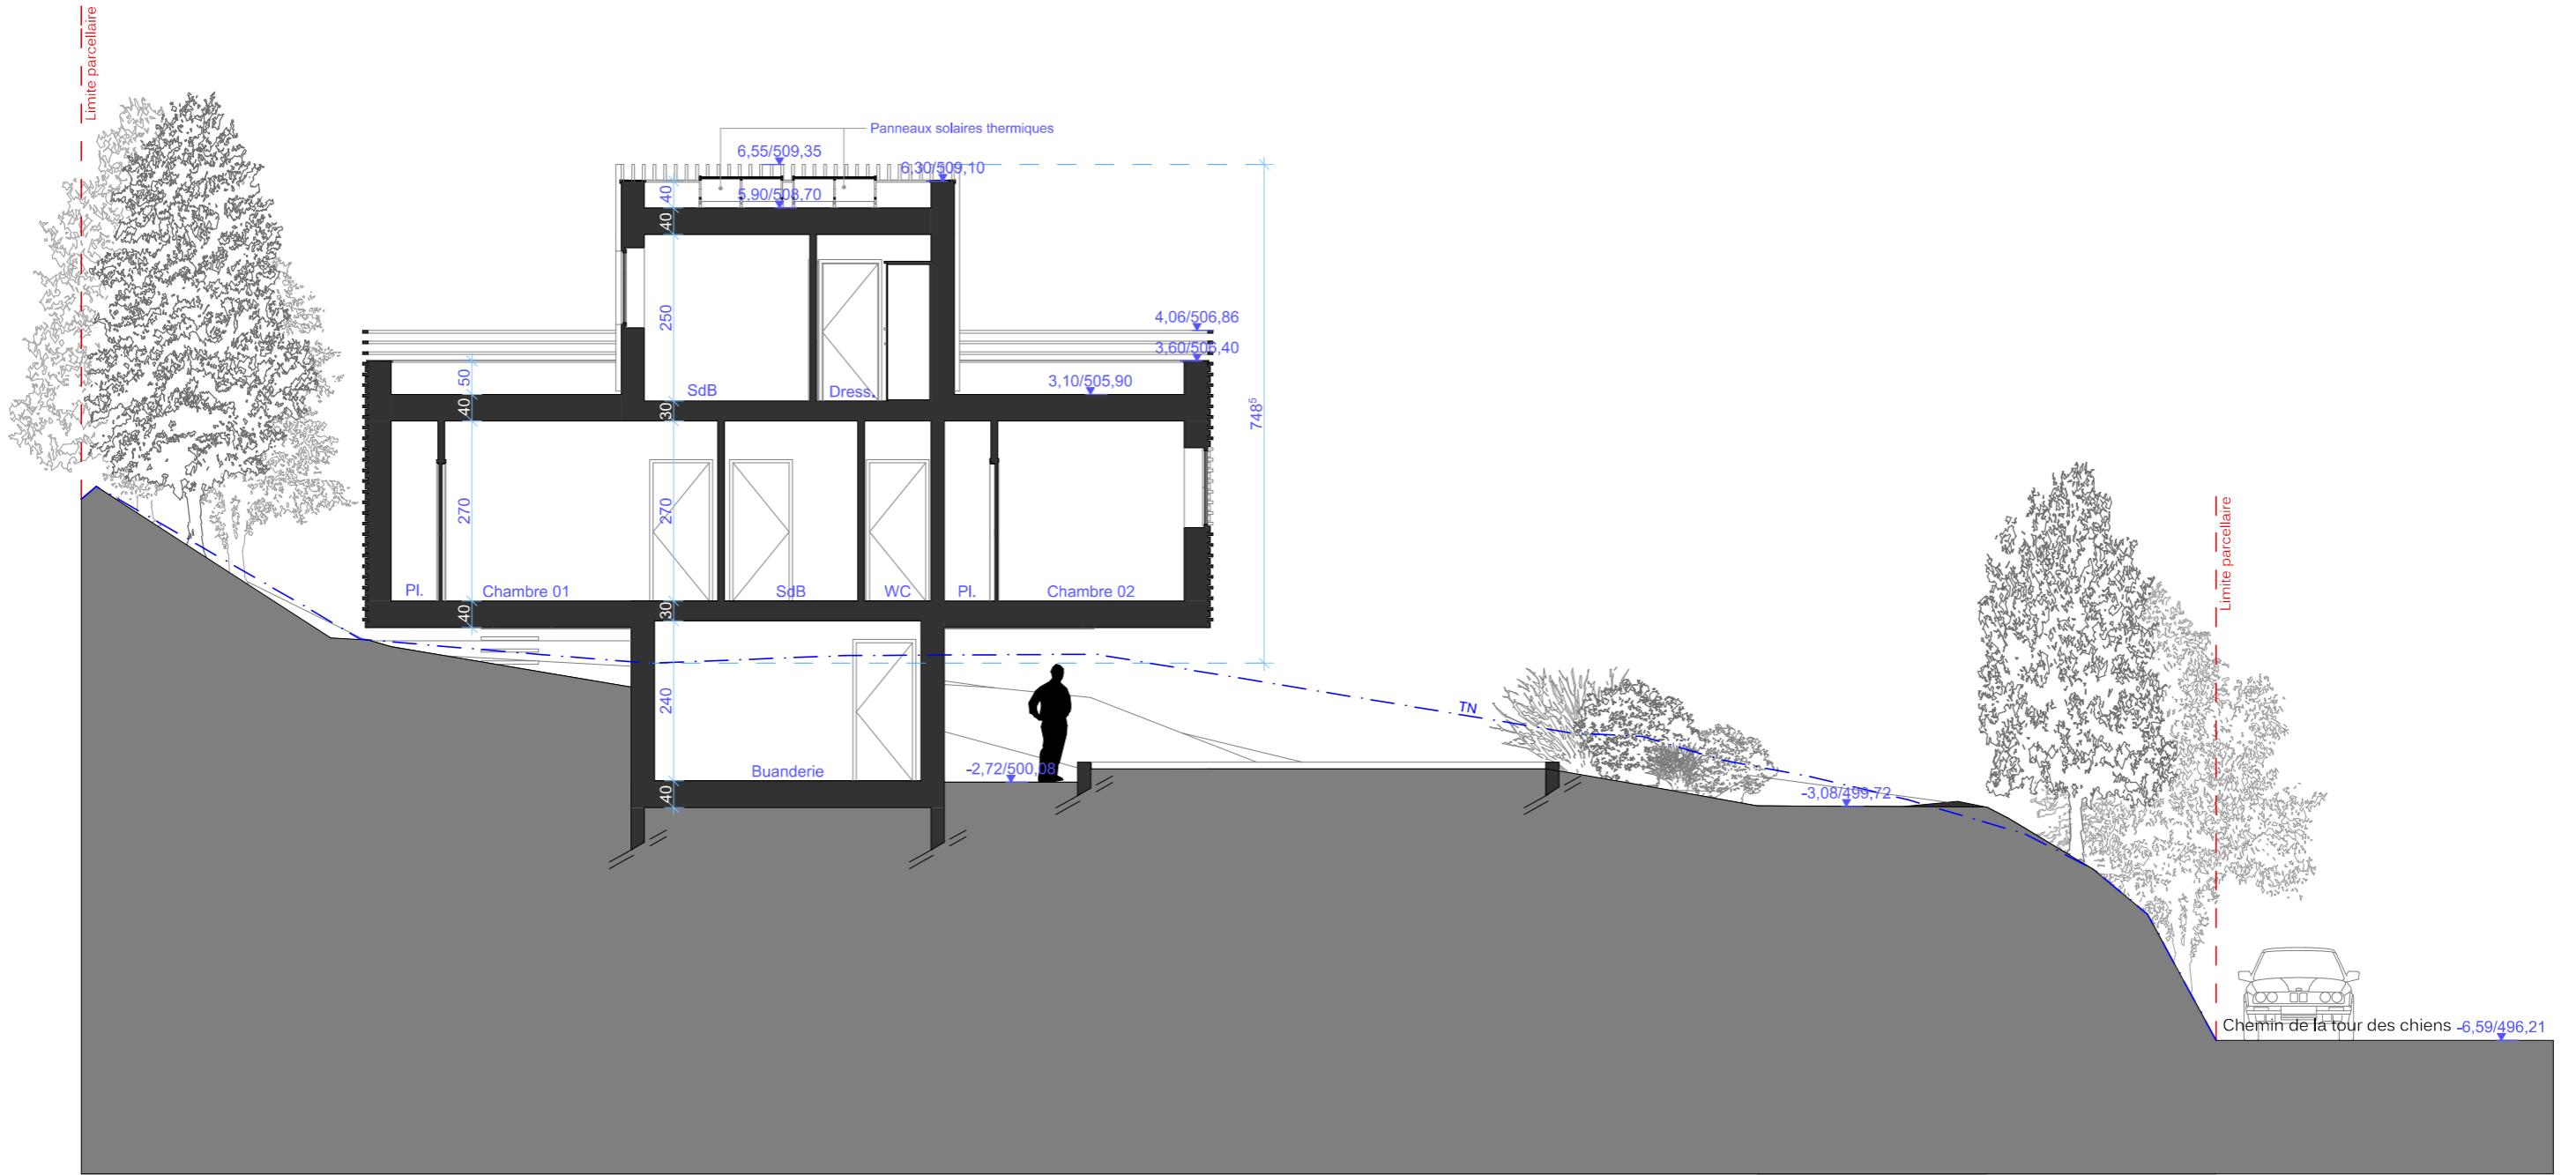 Limite parcellaire
Panneaux solaires thermiques
6,55/509,35
6,30/509,10
5,90/508,70
40
40
250
4,06/506,86
3,60/506,40
3,10/505,90
50
40
30
SdB
Dress.
748⁵
270
270
Pl.
Chambre 01
SdB
WC
Pl.
Chambre 02
40
30
Limite parcellaire
240
TN
Buanderie
-2,72/500,08
-3,08/499,72
40
Chemin de la tour des chiens -6,59/496,21